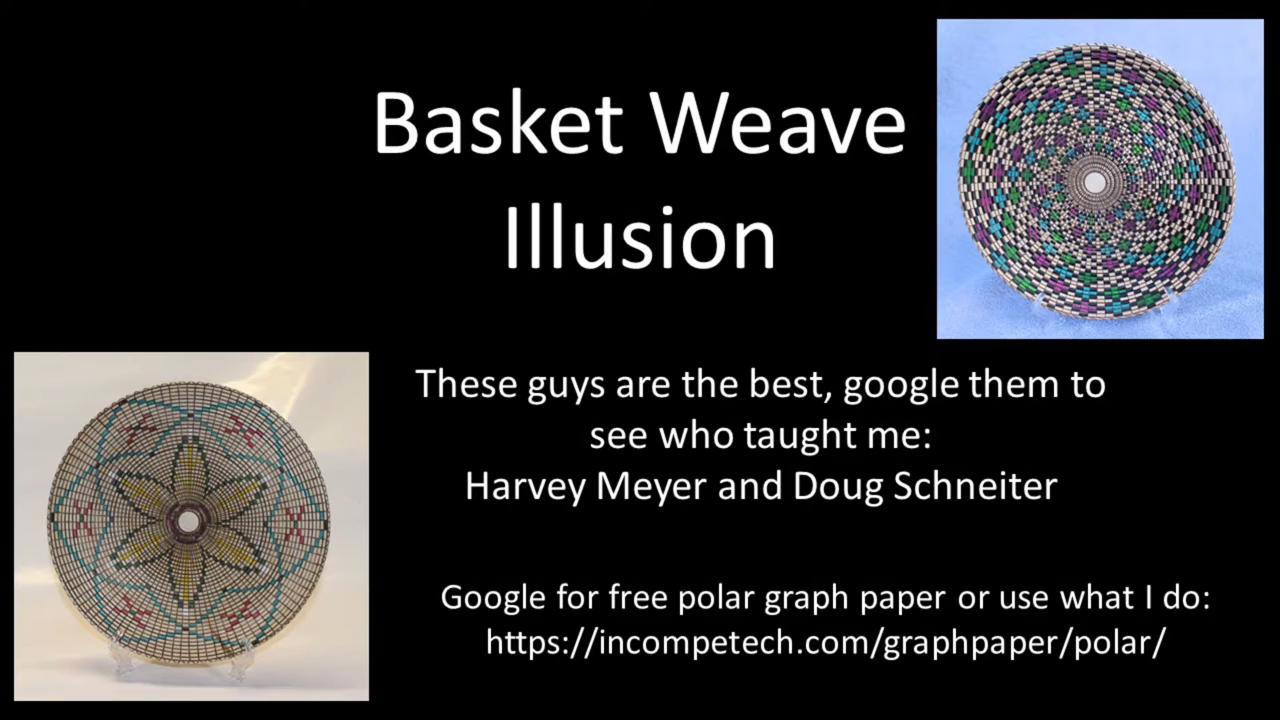 Basket Weave
Illusion
These guys are the best, google them to
see who taught me:
Harvey Meyer and Doug Schneiter
Google for free polar graph paper or use what I do:
https://incompetech.com/graphpaper/polar/